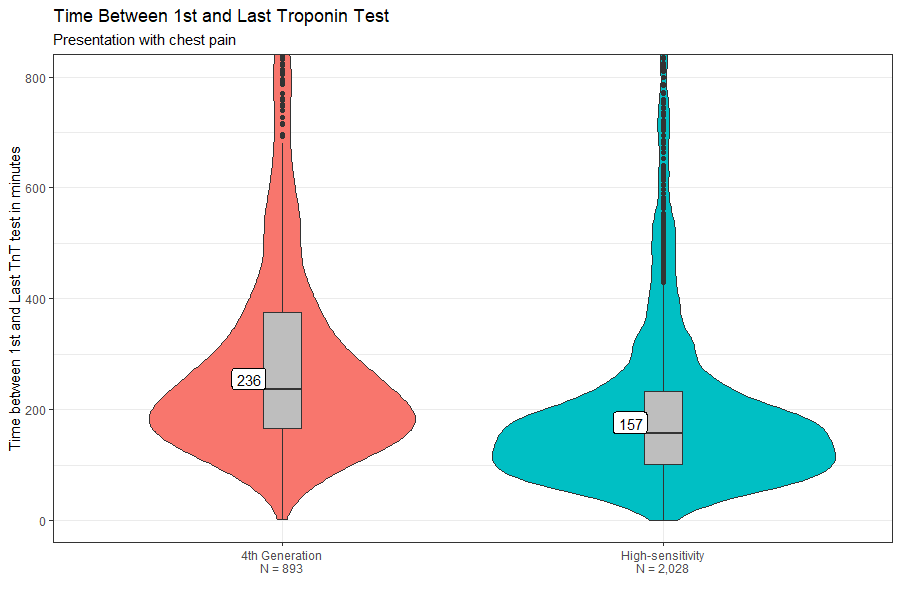 Time Between 1st and Last Troponin Test
Presentation with chest pain
Time between 1st and Last TnT test in minutes
800
600
400
200
0
236
157
4th Generation
N = 893
High-sensitivity
N = 2,028